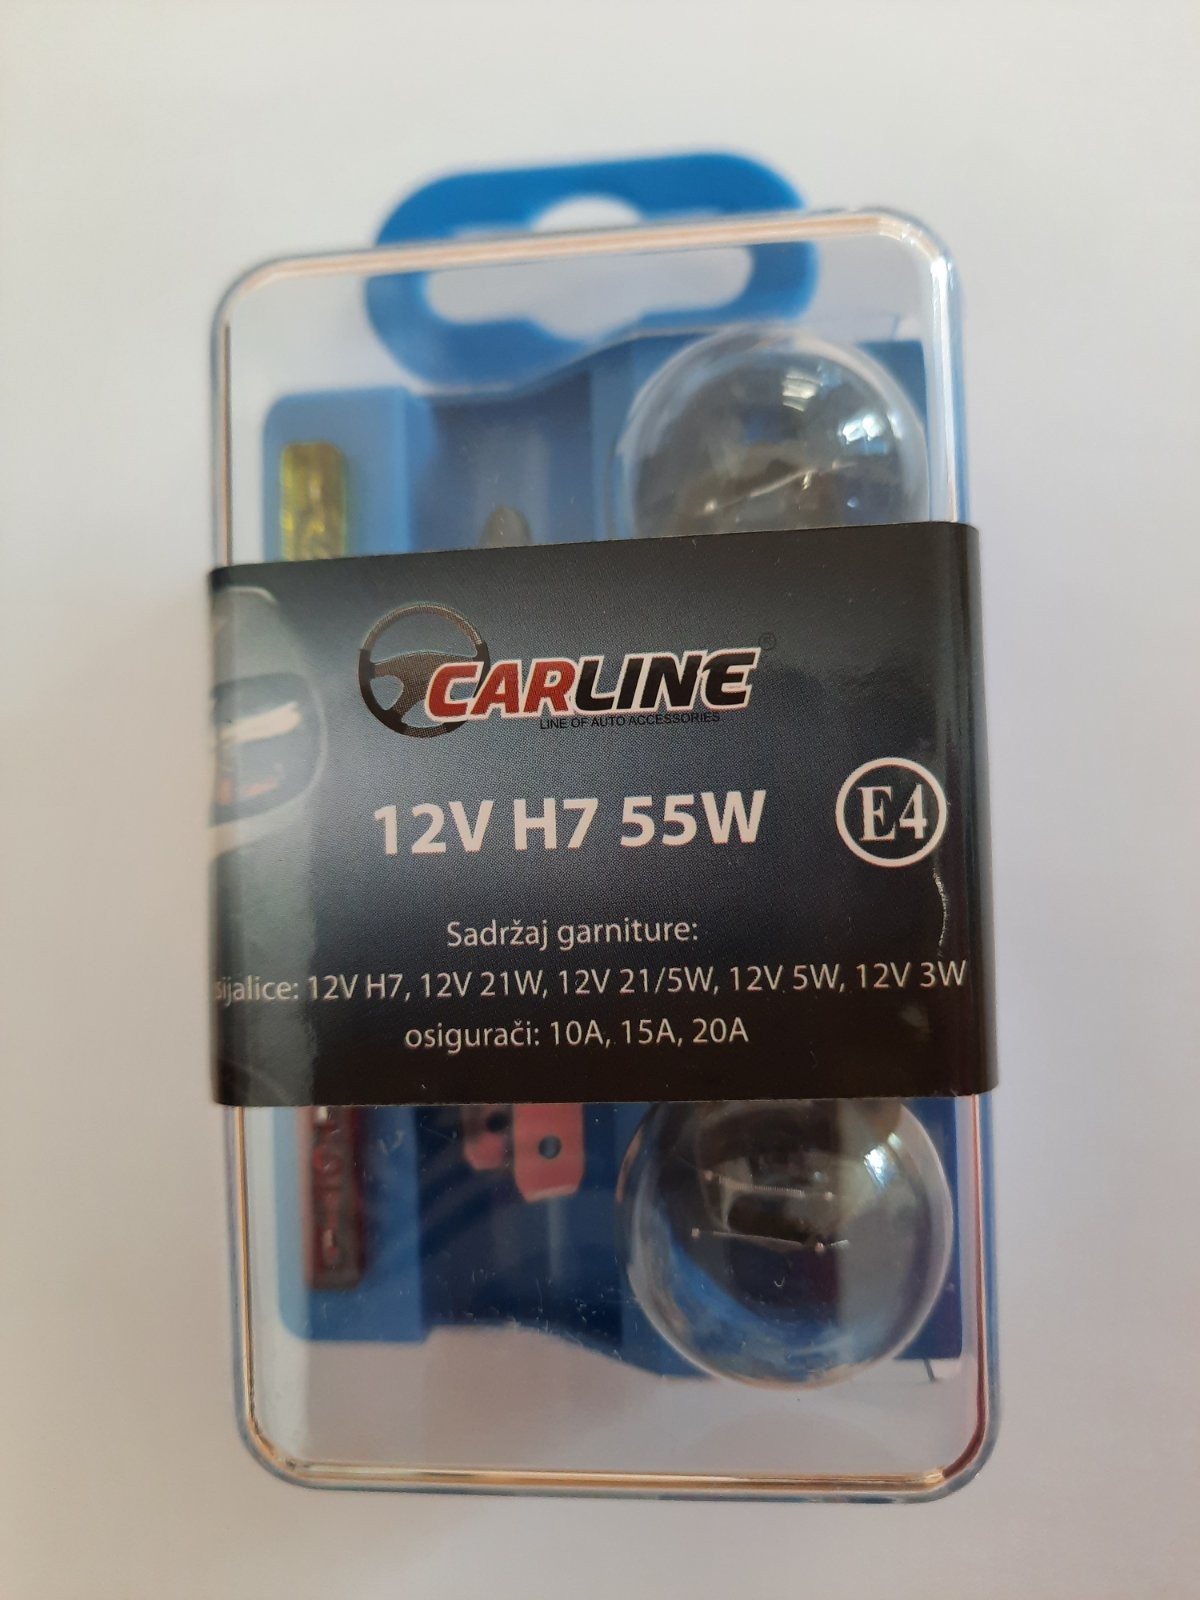 CARLINE®
LINE OF AUTO ACCESSORIES
12V H7 55W
E4
Sadržaj garniture:
sijalice: 12V H7, 12V 21W, 12V 21/5W, 12V 5W, 12V 3W
osigurači: 10A, 15A, 20A